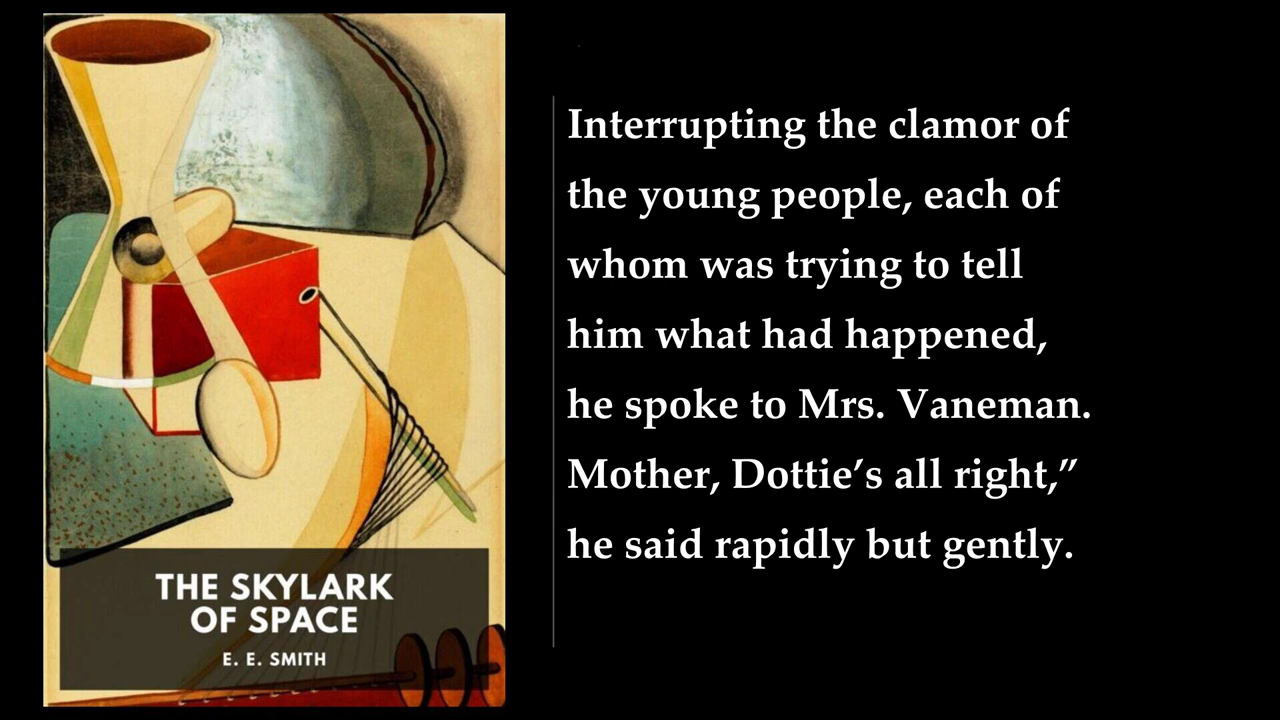 THE SKYLARK
OF SPACE
E. E. SMITH
Interrupting the clamor of
the young people, each of
whom was trying to tell
him what had happened,
he spoke to Mrs. Vaneman.
Mother, Dottie’s all right,”
he said rapidly but gently.